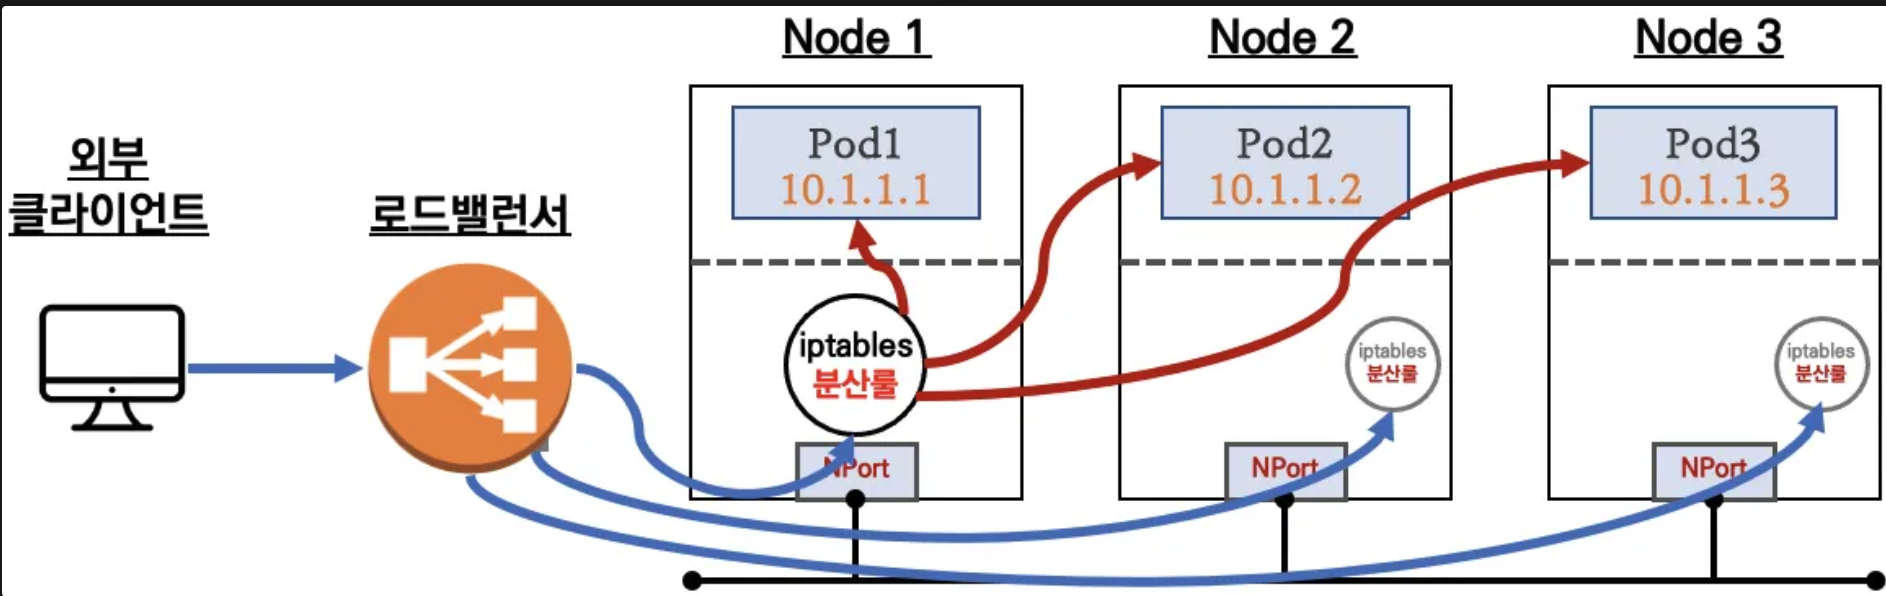 Node 1
Node 2
Node 3
외부
클라이언트
로드밸런서
Pod1
10.1.1.1
Pod2
10.1.1.2
Pod3
10.1.1.3
iptables
분산룰
iptables
분산룰
iptables
분산룰
NPort
NPort
NPort